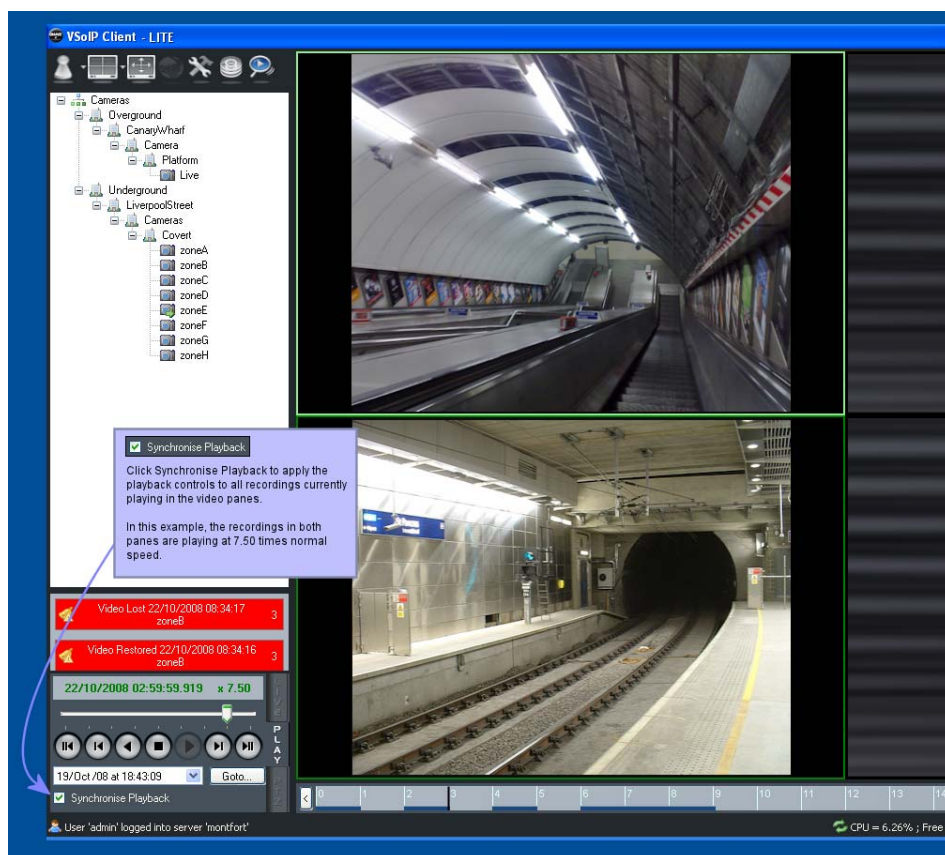 VSoIP Client - LITE
Cameras
Overground
CanaryWharf
Camera
Platform
Live
Underground
LiverpoolStreet
Cameras
Covert
zoneA
zoneB
zoneC
zoneD
zoneE
zoneF
zoneG
zoneH
Synchronise Playback
Click Synchronise Playback to apply the
playback controls to all recordings currently
playing in the video panes.
In this example, the recordings in both
panes are playing at 7.50 times normal
speed.
Video Lost 22/10/2008 08:34:17
zoneB
3
Video Restored 22/10/2008 08:34:16
zoneB
3
22/10/2008 02:59:59.919 x 7.50
LIVE
PLAY
PTZ
19/Oct /08 at 18:43:09
Goto...
Synchronise Playback
0 1 2 3 4 5 6 7 8 9 10 11 12 13 14
User 'admin' logged into server 'montfort'
CPU = 6.26% ; Free